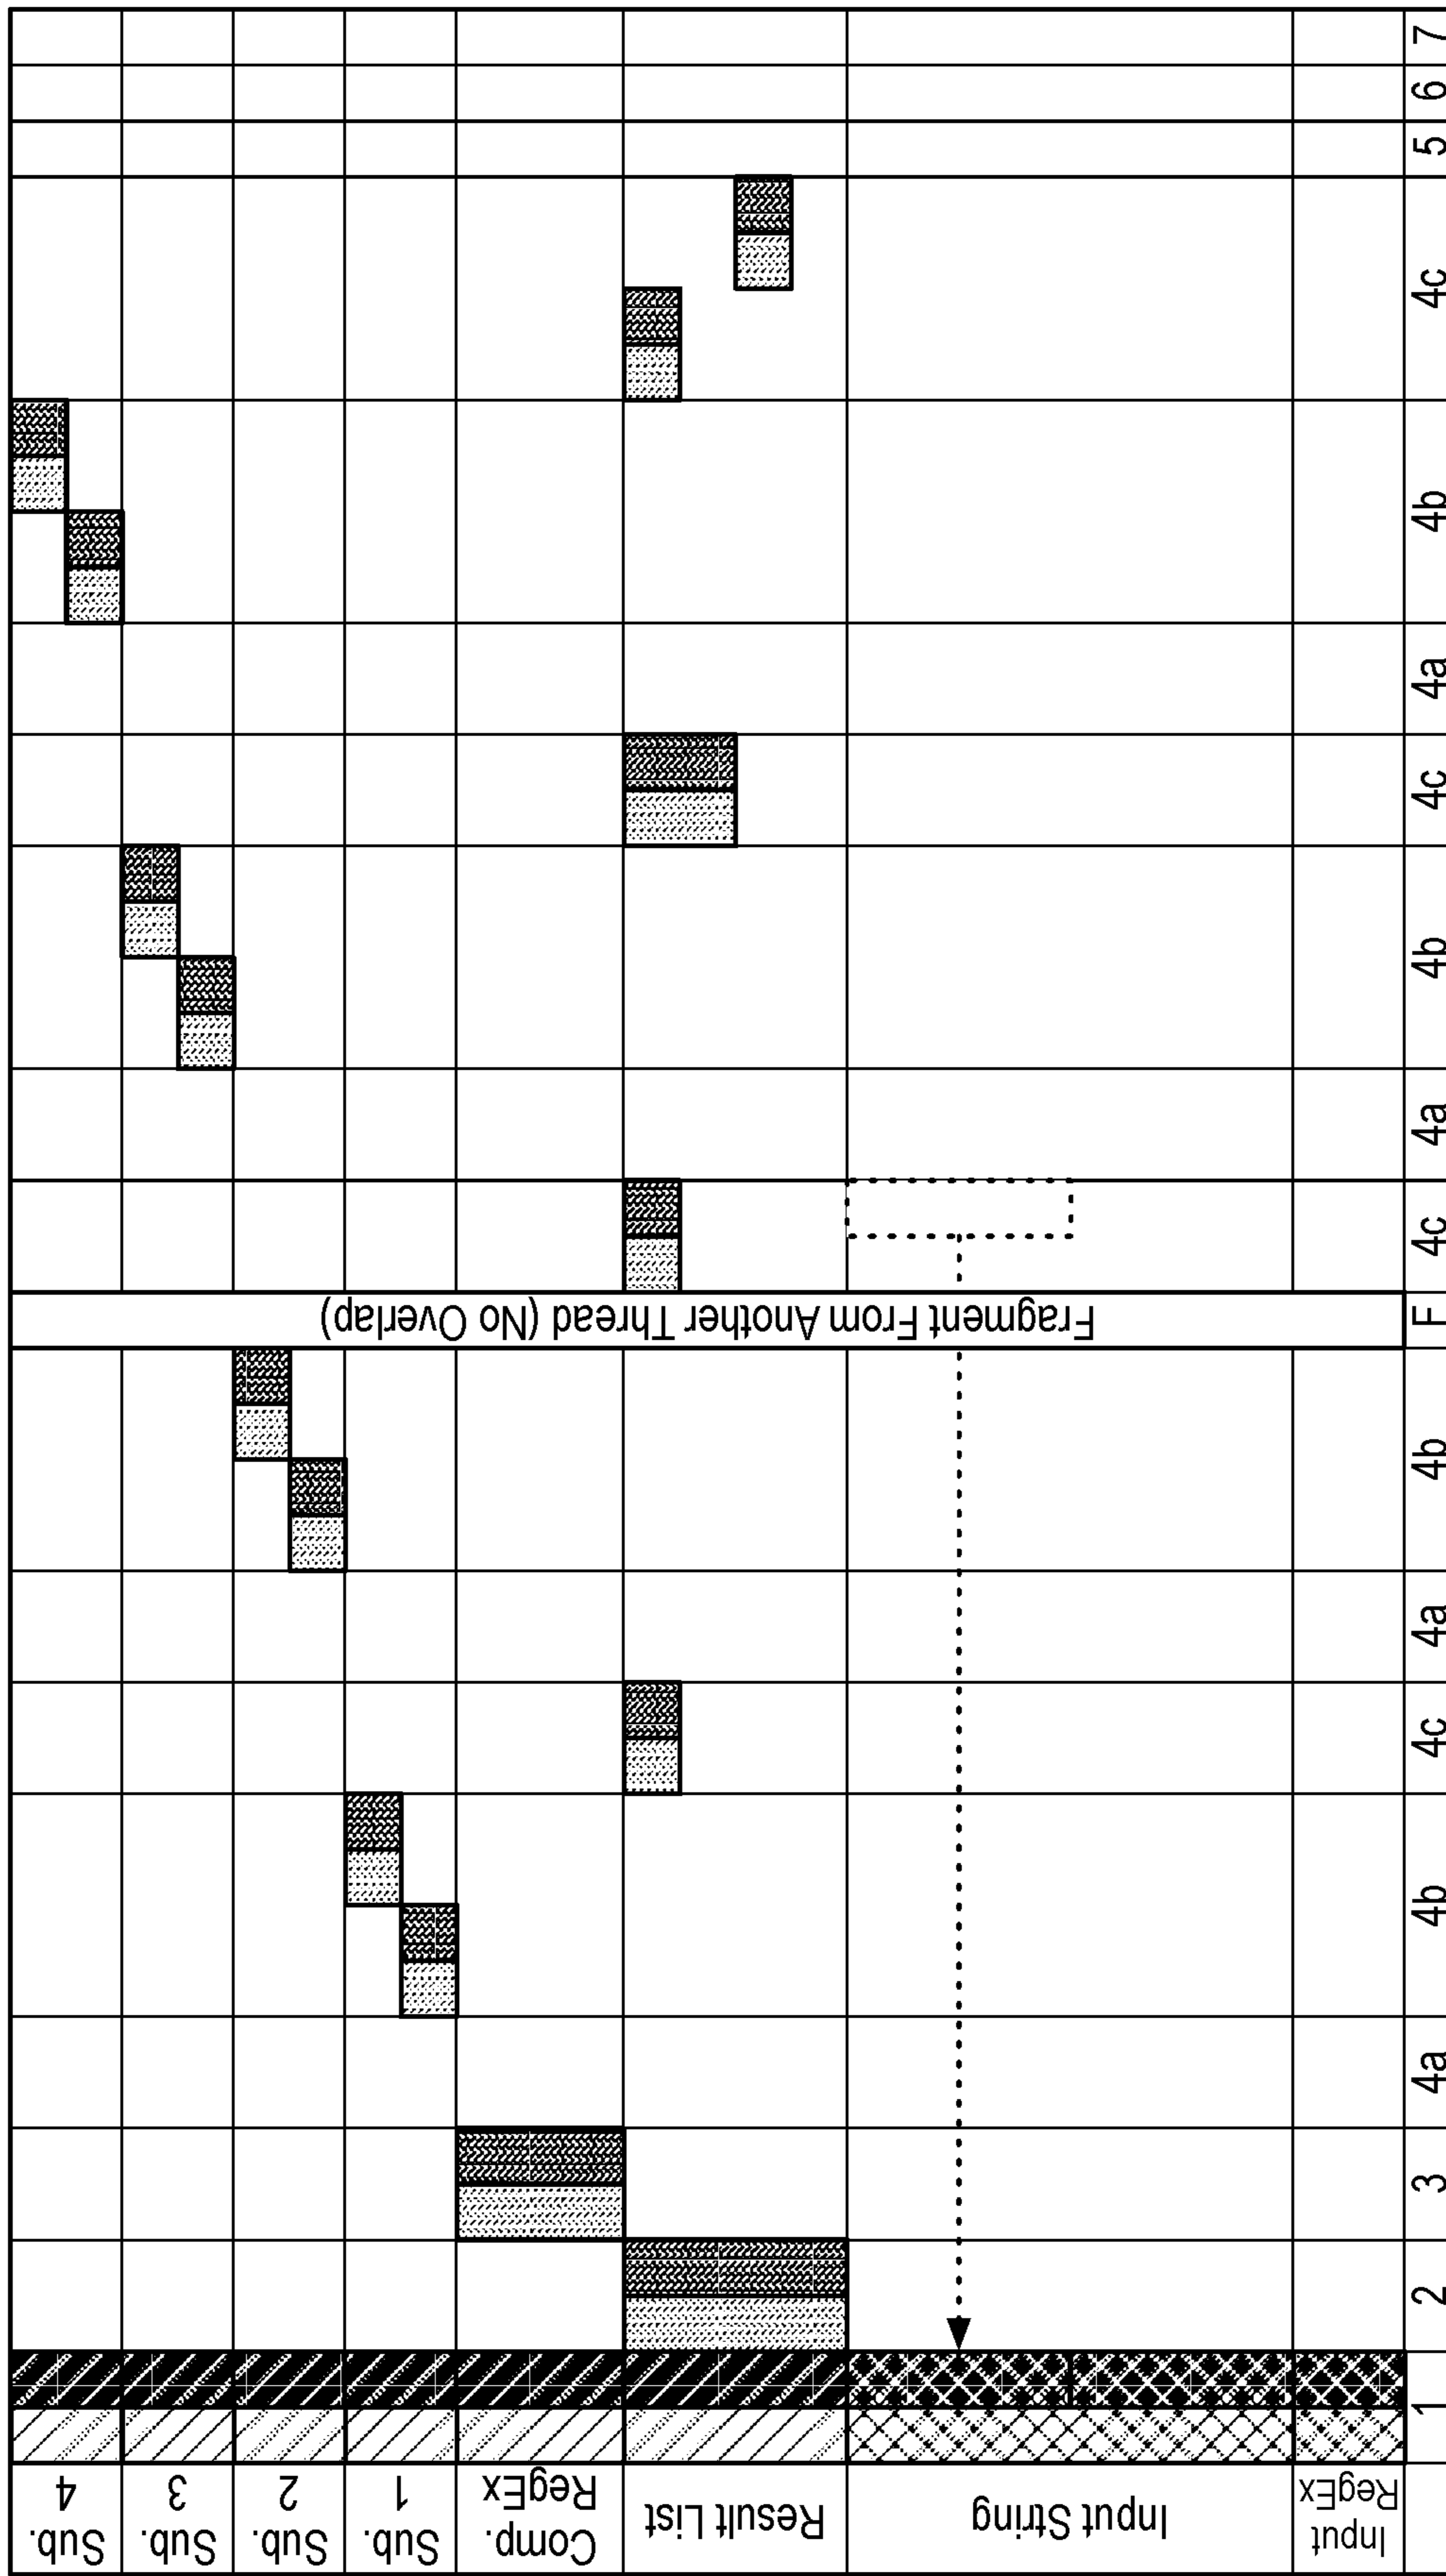 Input
RegEx
Input String
Result List
Comp.
RegEx
Sub.
1
Sub.
2
Sub.
3
Sub.
4
Fragment From Another Thread (No Overlap)
1 2 3 4a 4b 4c 4a 4b F 4c 4a 4b 4c 4a 4b 4c 5 6 7